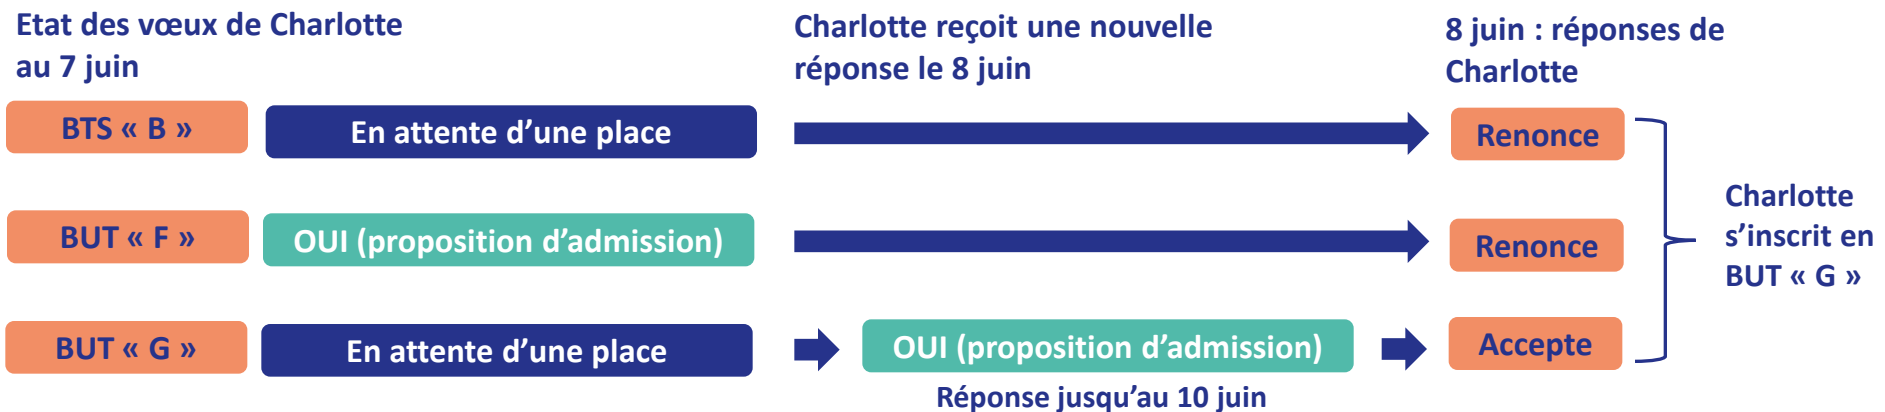 Etat des vœux de Charlotte
au 7 juin
Charlotte reçoit une nouvelle
réponse le 8 juin
8 juin : réponses de
Charlotte
BTS « B »
En attente d’une place
Renonce
BUT « F »
OUI (proposition d’admission)
Renonce
BUT « G »
En attente d’une place
OUI (proposition d’admission)
Réponse jusqu’au 10 juin
Accepte
Charlotte
s’inscrit en
BUT « G »